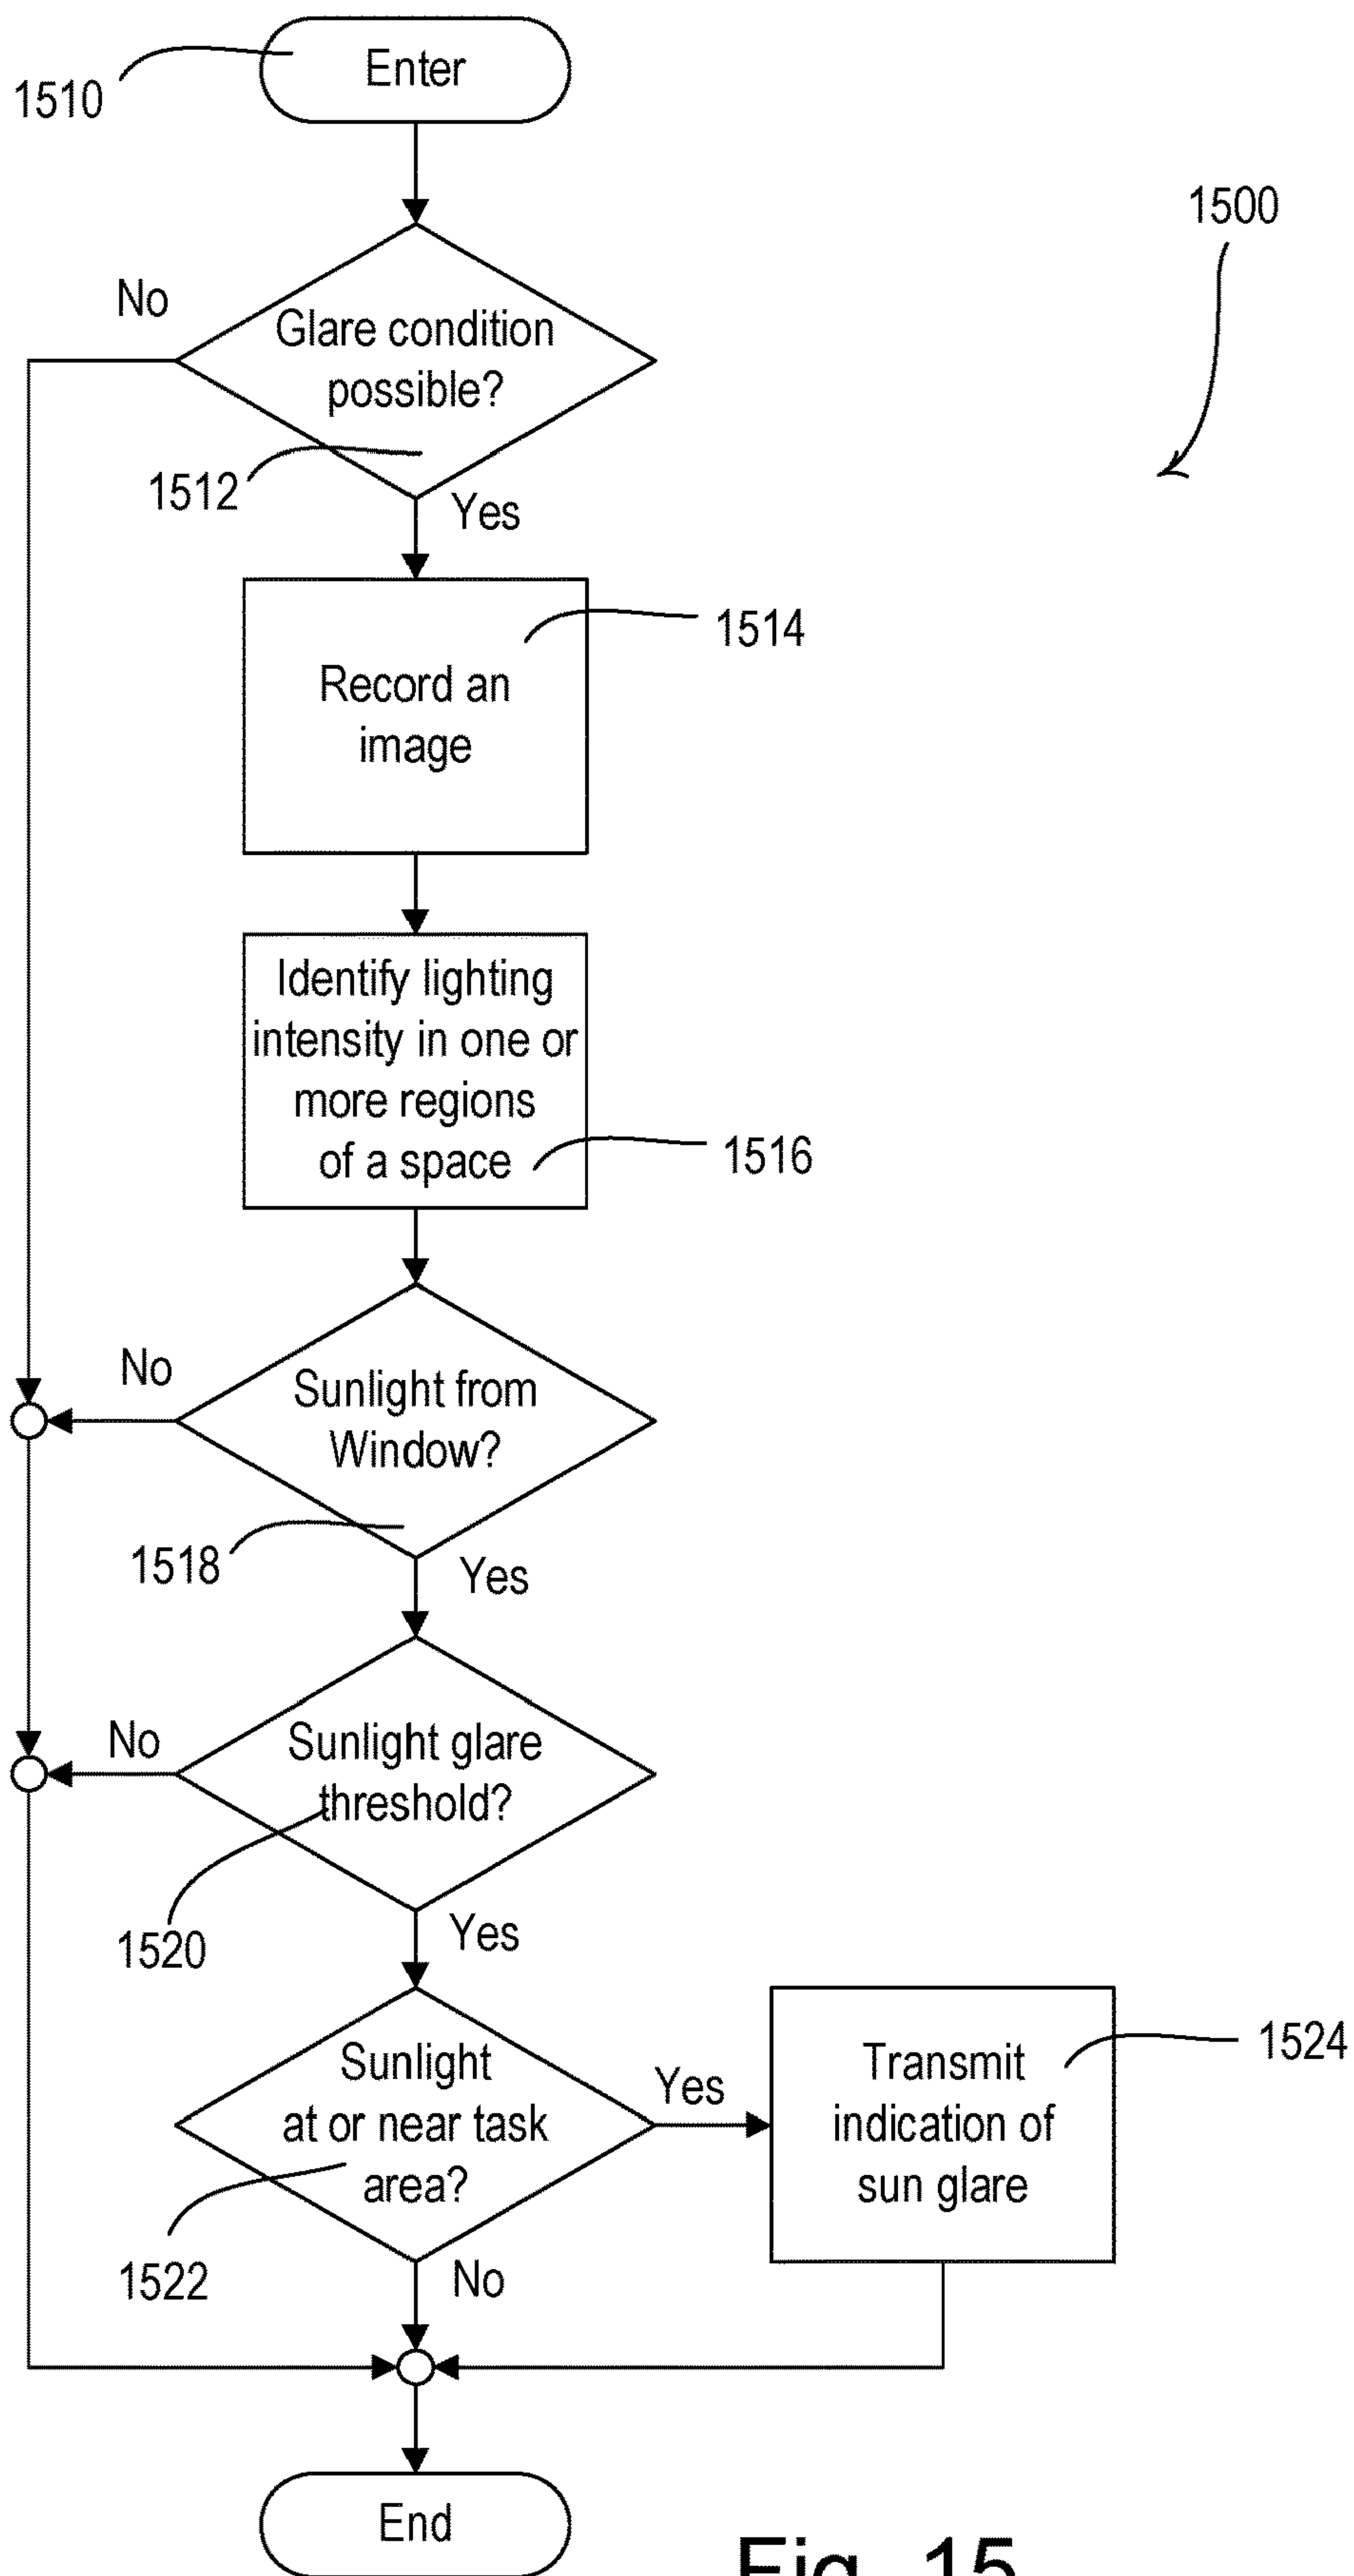 Enter
1510
1500
No
Glare condition
possible?
1512
Yes
1514
Record an
image
Identify lighting
intensity in one or
more regions
of a space
1516
No
Sunlight from
Window?
1518
Yes
No
Sunlight glare
threshold?
1520
Yes
Sunlight
at or near task
area?
Yes
Transmit
indication of
sun glare
1524
1522
No
End
Fig. 15